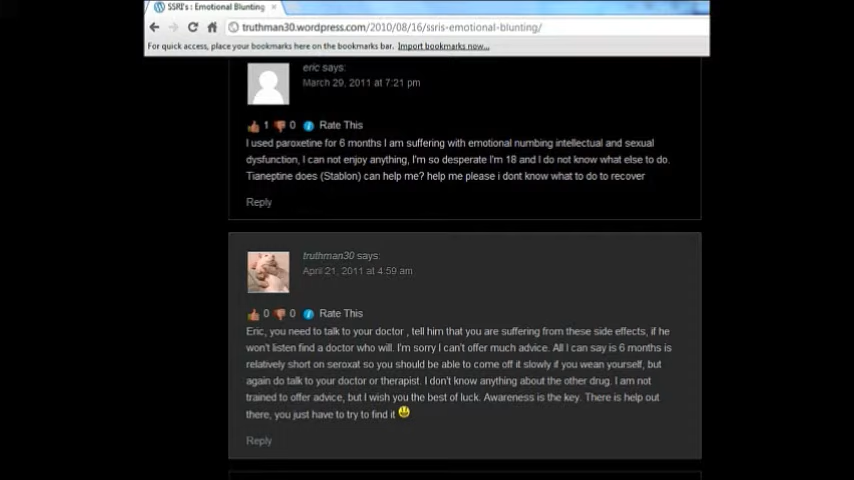 SSRI's : Emotional Blunting
truthman30.wordpress.com/2010/08/16/ssris-emotional-blunting/
For quick access, place your bookmarks here on the bookmarks bar. Import bookmarks now...
eric says:
March 29, 2011 at 7:21 pm
1 0 Rate This
I used paroxetine for 6 months I am suffering with emotional numbing intellectual and sexual
dysfunction, I can not enjoy anything, I'm so desperate I'm 18 and I do not know what else to do.
Tianeptine does (Stablon) can help me? help me please i dont know what to do to recover
Reply
truthman30 says:
April 21, 2011 at 4:59 am
0 0 Rate This
Eric, you need to talk to your doctor , tell him that you are suffering from these side effects, if he
won't listen find a doctor who will. I'm sorry I can't offer much advice. All I can say is 6 months is
relatively short on seroxat so you should be able to come off it slowly if you wean yourself, but
again do talk to your doctor or therapist. I don't know anything about the other drug. I am not
trained to offer advice, but I wish you the best of luck. Awareness is the key. There is help out
there, you just have to try to find it
Reply